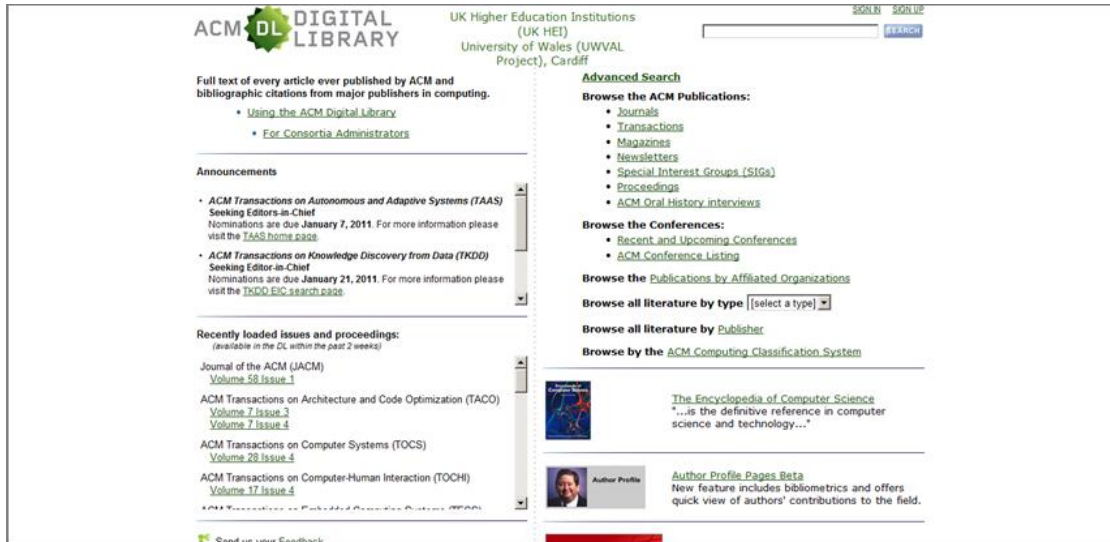 ACM DL DIGITAL LIBRARY
UK Higher Education Institutions
(UK HEI)
University of Wales (UWVAL
Project), Cardiff
SIGN IN SIGN UP
SEARCH
Full text of every article ever published by ACM and
bibliographic citations from major publishers in computing.
• Using the ACM Digital Library
• For Consortia Administrators
Announcements
• ACM Transactions on Autonomous and Adaptive Systems (TAAS)
Seeking Editors-in-Chief
Nominations are due January 7, 2011. For more information please
visit the TAAS home page.
• ACM Transactions on Knowledge Discovery from Data (TKDD)
Seeking Editor-in-Chief
Nominations are due January 21, 2011. For more information please
visit the TKDD EIC search page.
Recently loaded issues and proceedings:
(available in the DL within the past 2 weeks)
Journal of the ACM (JACM)
Volume 58 Issue 1
ACM Transactions on Architecture and Code Optimization (TACO)
Volume 7 Issue 3
Volume 7 Issue 4
ACM Transactions on Computer Systems (TOCS)
Volume 28 Issue 4
ACM Transactions on Computer-Human Interaction (TOCHI)
Volume 17 Issue 4
ACM Transactions on Embedded Computing Systems (TECS)
Send us your Feedback
Advanced Search
Browse the ACM Publications:
• Journals
• Transactions
• Magazines
• Newsletters
• Special Interest Groups (SIGs)
• Proceedings
• ACM Oral History interviews
Browse the Conferences:
• Recent and Upcoming Conferences
• ACM Conference Listing
Browse the Publications by Affiliated Organizations
Browse all literature by type [select a type]
Browse all literature by Publisher
Browse by the ACM Computing Classification System
The Encyclopedia of Computer Science
"...is the definitive reference in computer
science and technology..."
Author Profile
Author Profile Pages Beta
New feature includes bibliometrics and offers
quick view of authors' contributions to the field.